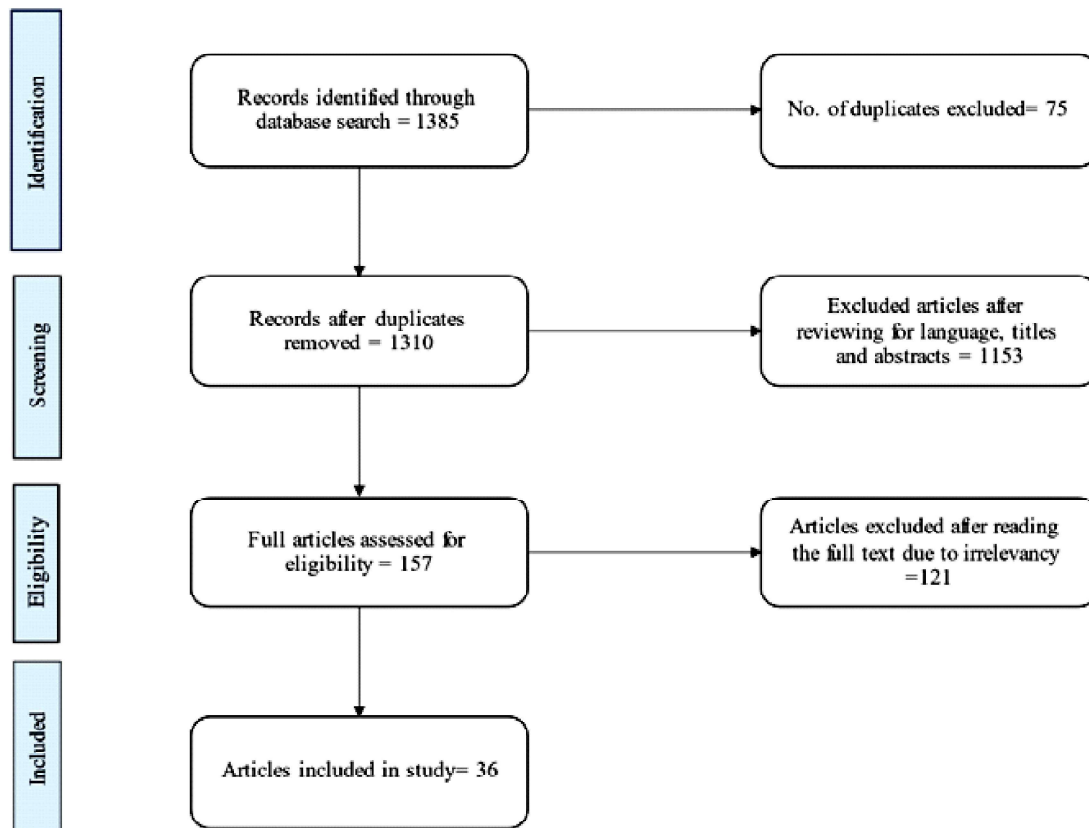 Identification
Records identified through
database search = 1385
No. of duplicates excluded= 75
Screening
Records after duplicates
removed = 1310
Excluded articles after
reviewing for language, titles
and abstracts = 1153
Eligibility
Full articles assessed for
eligibility = 157
Articles excluded after reading
the full text due to irrelevancy
=121
Included
Articles included in study= 36